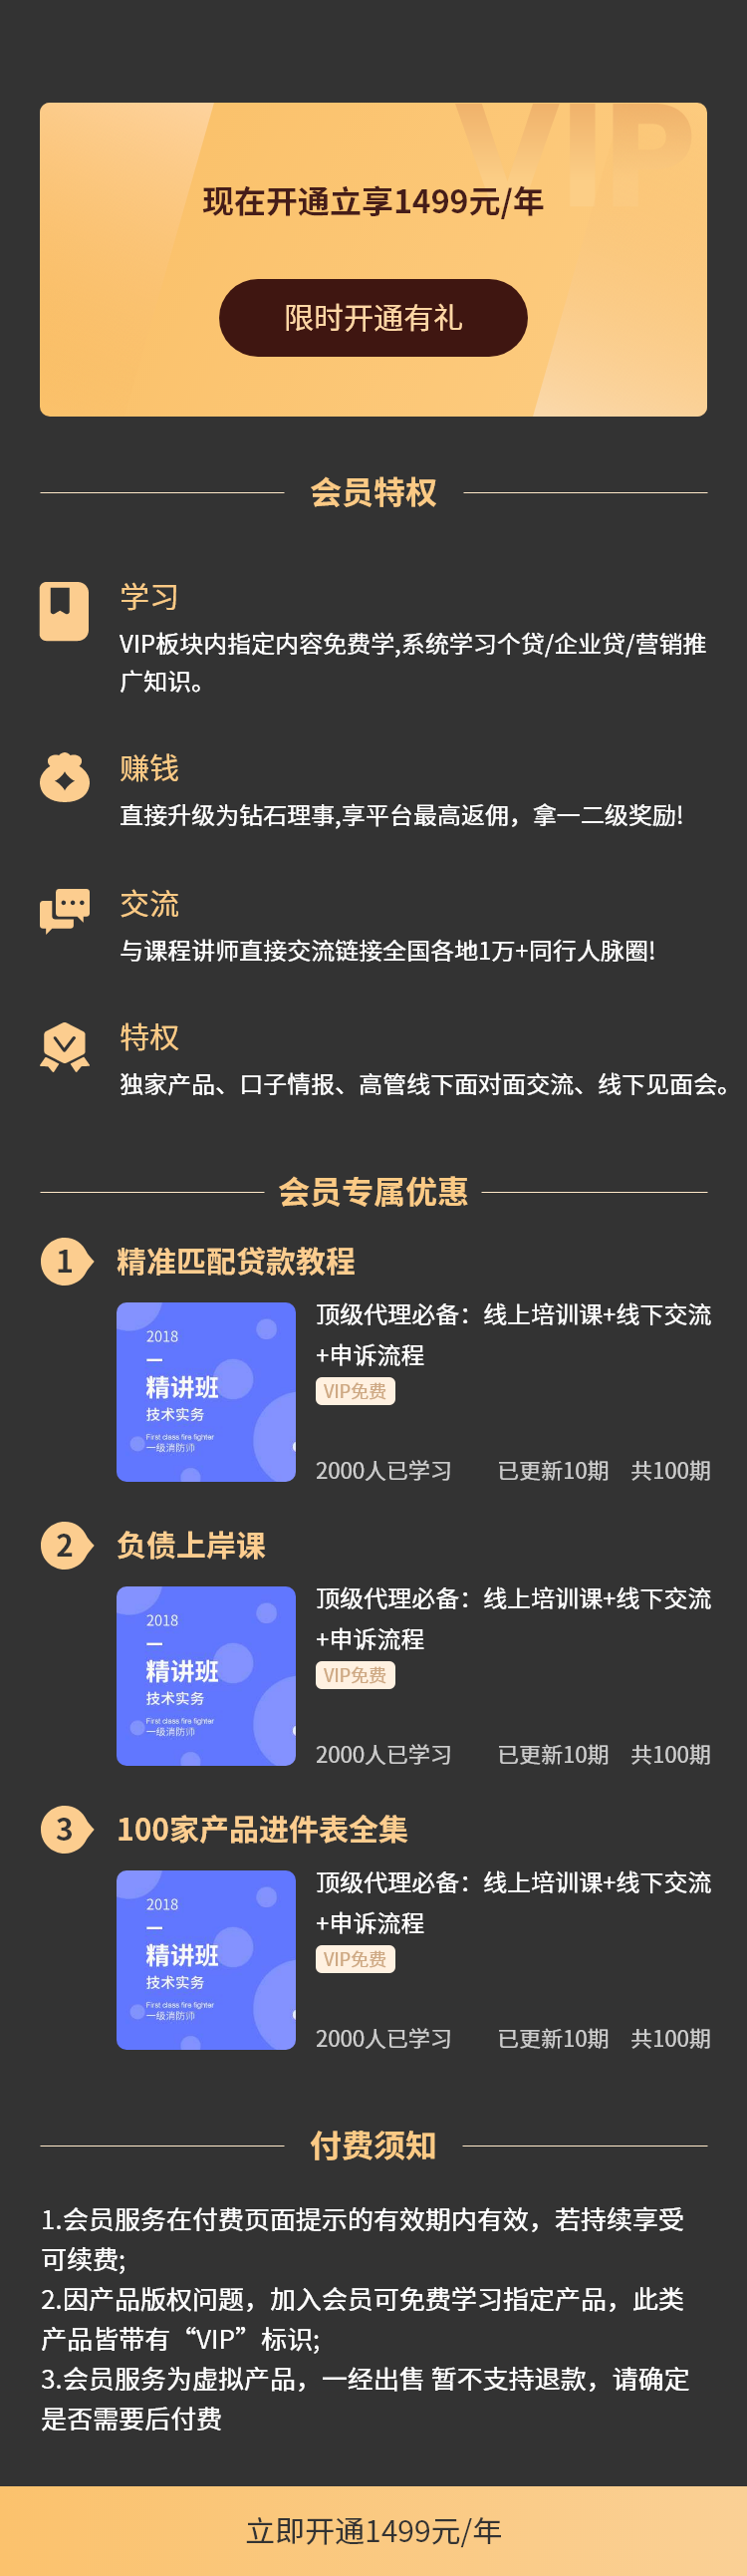 VIP
现在开通立享1499元/年
限时开通有礼
会员特权
学习
VIP板块内指定内容免费学,系统学习个贷/企业贷/营销推
广知识。
赚钱
直接升级为钻石理事,享平台最高返佣，拿一二级奖励!
交流
与课程讲师直接交流链接全国各地1万+同行人脉圈!
特权
独家产品、口子情报、高管线下面对面交流、线下见面会。
会员专属优惠
1 精准匹配贷款教程
2018
精讲班
技术实务
First class fire fighter
一级消防师
顶级代理必备：线上培训课+线下交流
+申诉流程
VIP免费
2000人已学习 已更新10期 共100期
2 负债上岸课
2018
精讲班
技术实务
First class fire fighter
一级消防师
顶级代理必备：线上培训课+线下交流
+申诉流程
VIP免费
2000人已学习 已更新10期 共100期
3 100家产品进件表全集
2018
精讲班
技术实务
First class fire fighter
一级消防师
顶级代理必备：线上培训课+线下交流
+申诉流程
VIP免费
2000人已学习 已更新10期 共100期
付费须知
1.会员服务在付费页面提示的有效期内有效，若持续享受
可续费;
2.因产品版权问题，加入会员可免费学习指定产品，此类
产品皆带有“VIP”标识;
3.会员服务为虚拟产品，一经出售 暂不支持退款，请确定
是否需要后付费
立即开通1499元/年